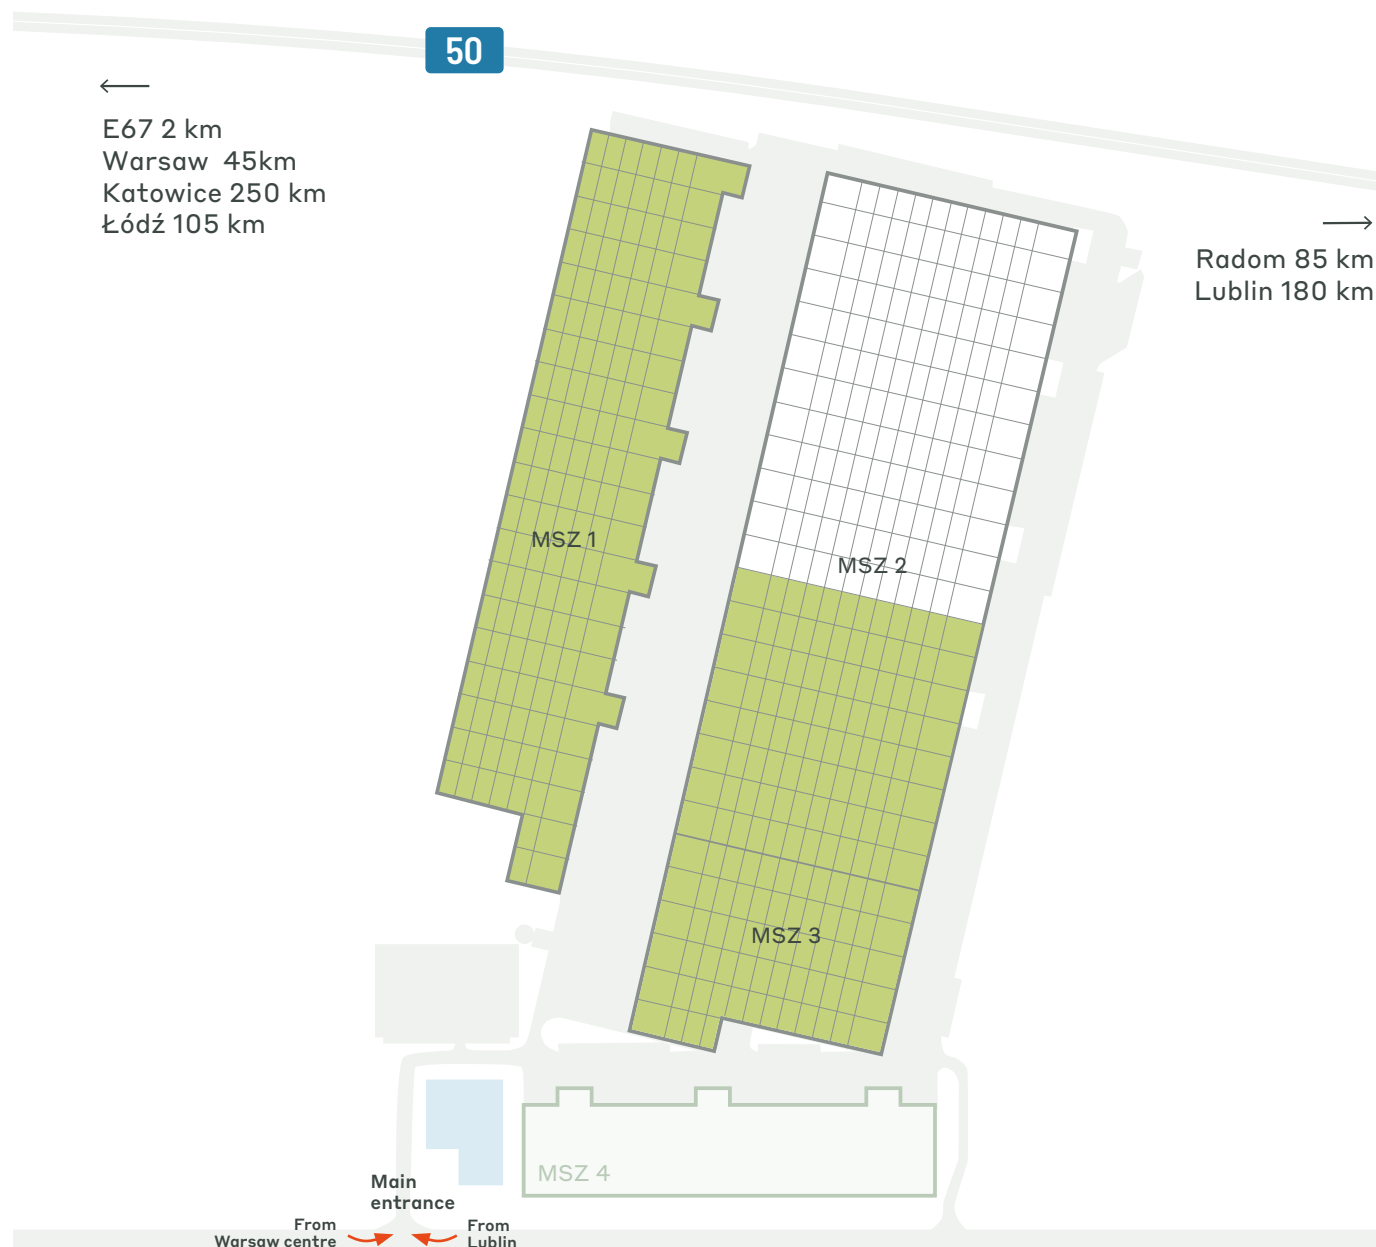 50
E67 2 km
Warsaw 45km
Katowice 250 km
Łódź 105 km
Radom 85 km
Lublin 180 km
MSZ 1
MSZ 2
MSZ 3
MSZ 4
Main
entrance
From
Warsaw centre
From
Lublin